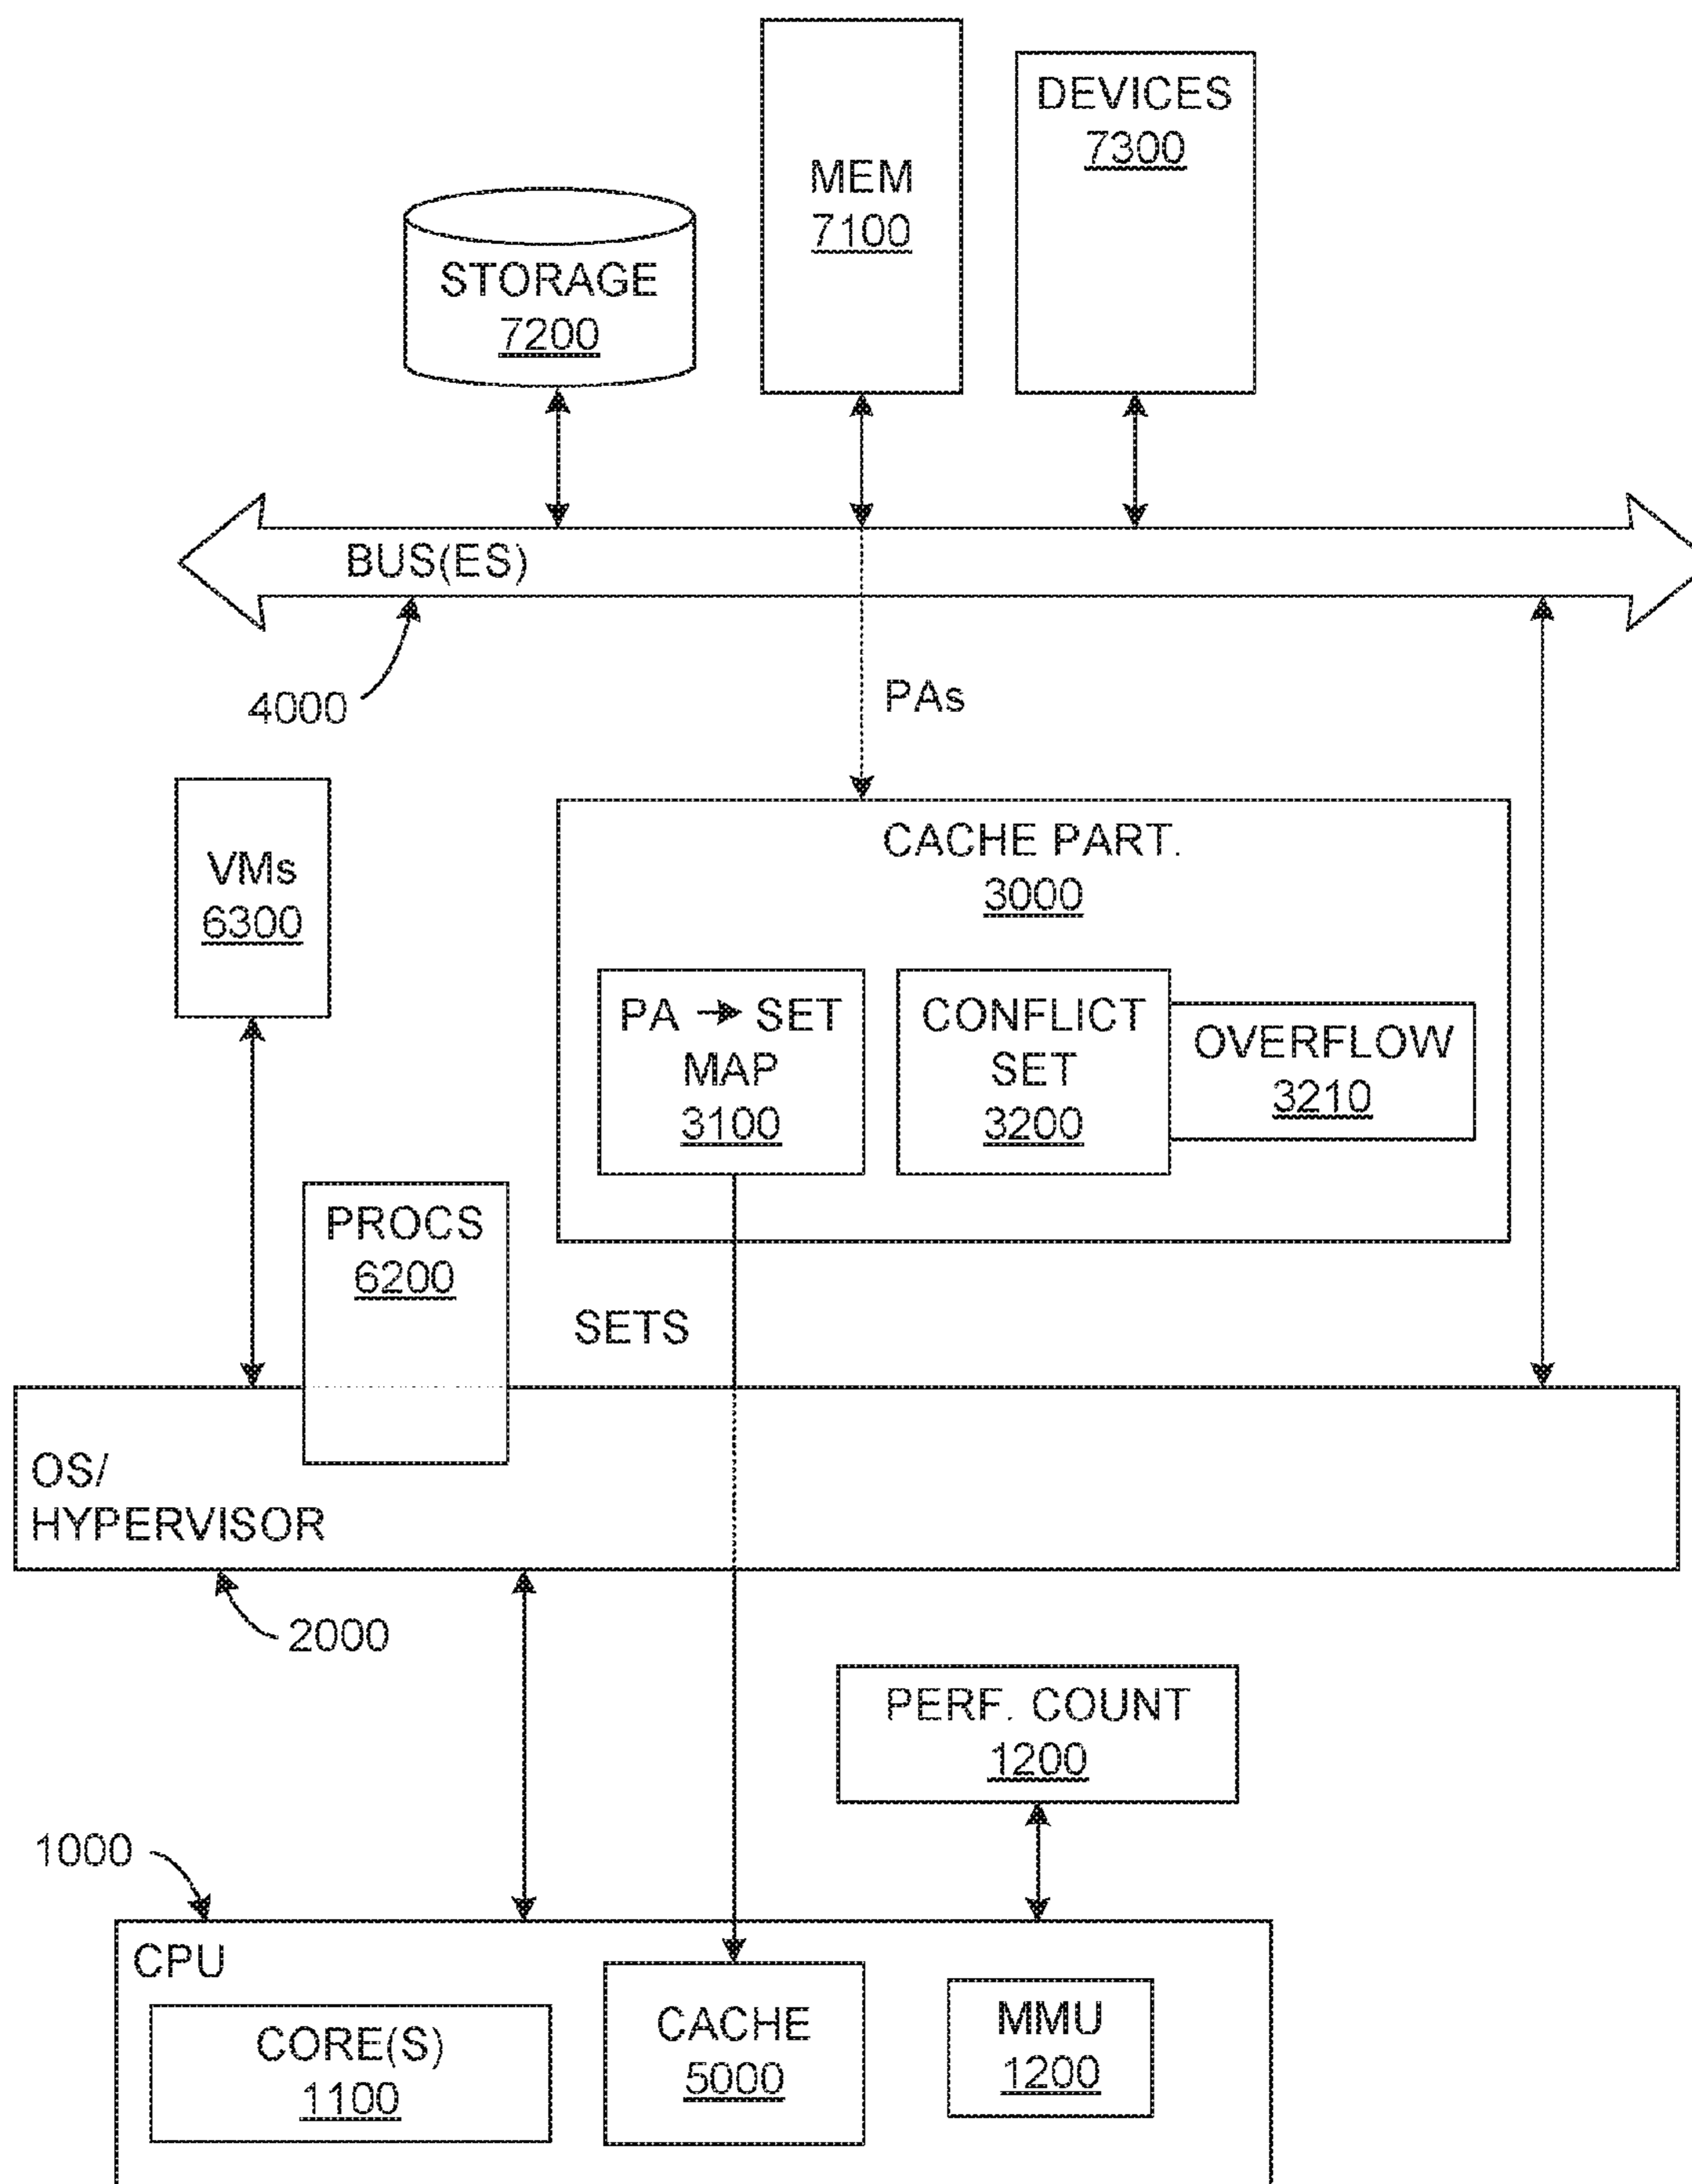 DEVICES
7300
MEM
7100
STORAGE
7200
BUS(ES)
4000
PAs
CACHE PART.
3000
VMs
6300
PA → SET
MAP
3100
CONFLICT
SET
3200
OVERFLOW
3210
PROCS
6200
SETS
OS/
HYPERVISOR
2000
PERF. COUNT
1200
1000
CPU
CORE(S)
1100
CACHE
5000
MMU
1200